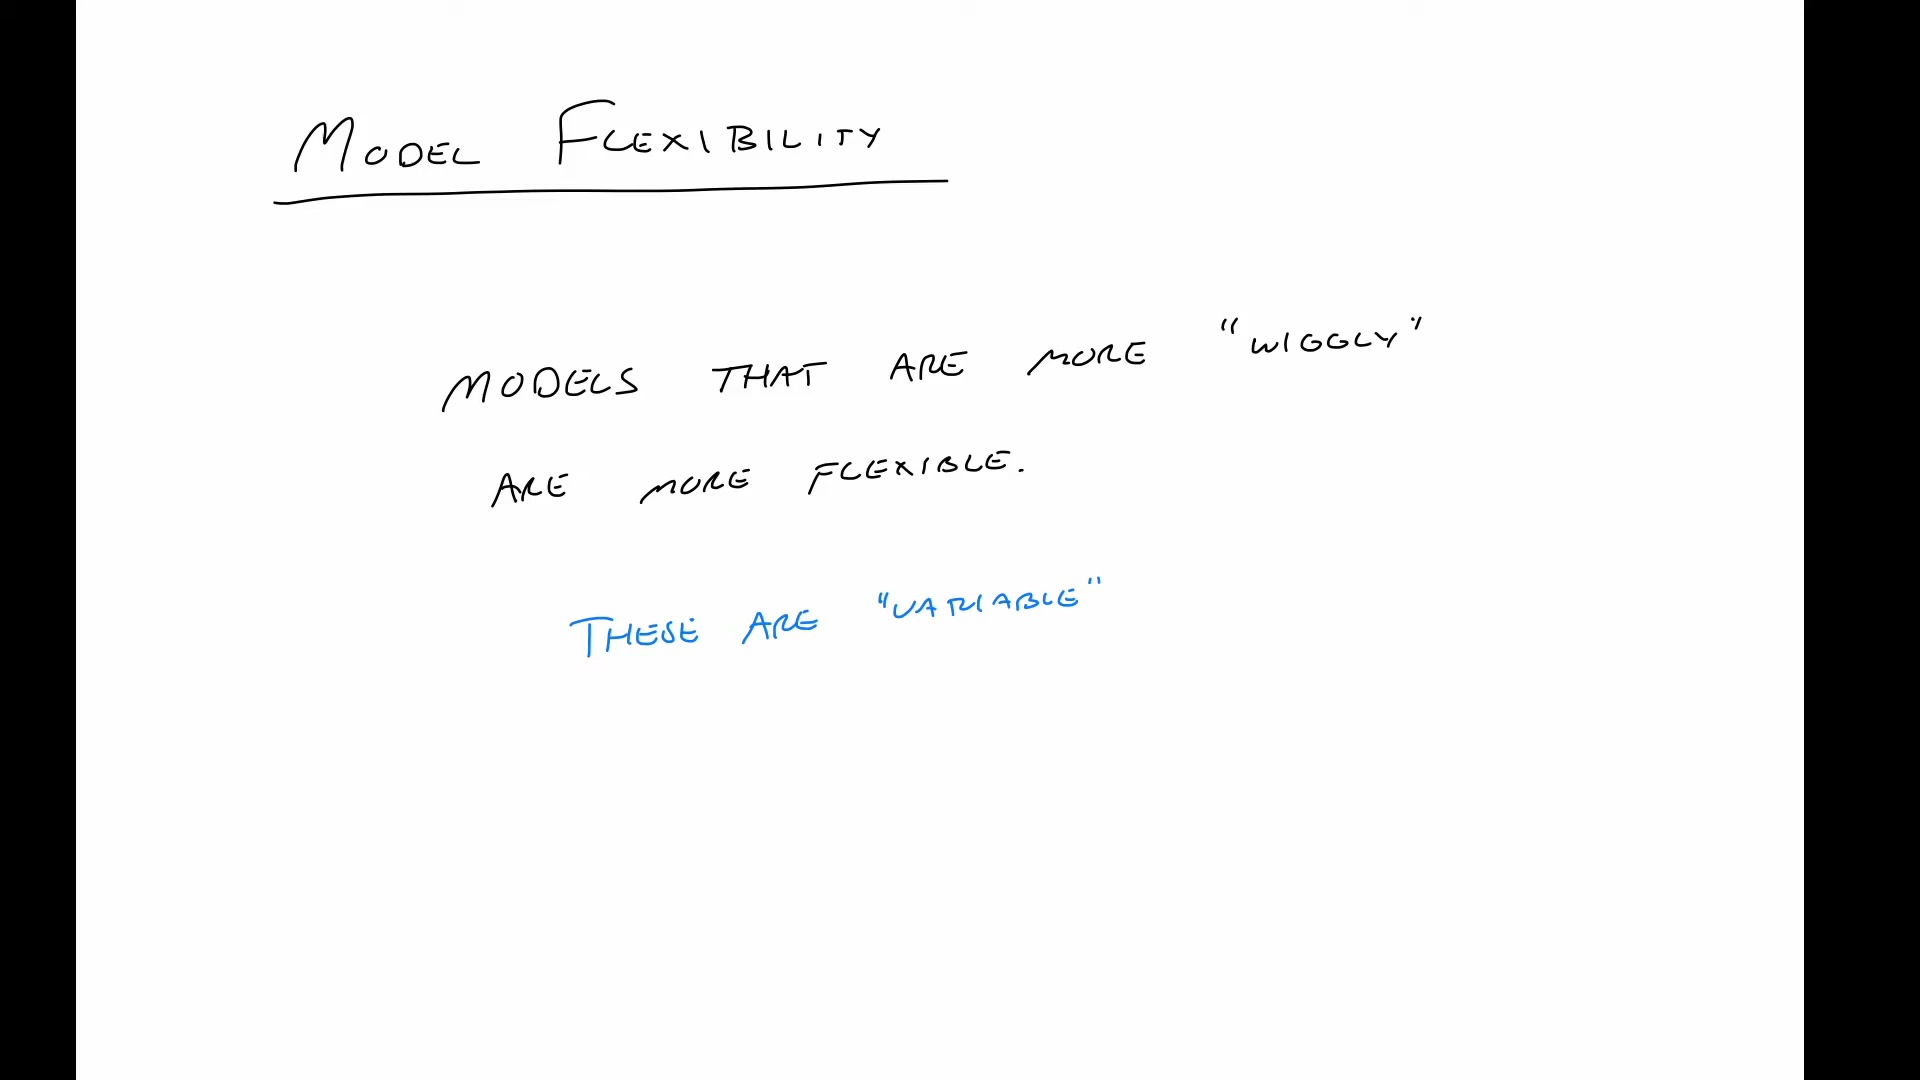 MODEL FLEXIBILITY
MODELS THAT ARE MORE "WIGGLY"
ARE MORE FLEXIBLE.
THESE ARE "VARIABLE"